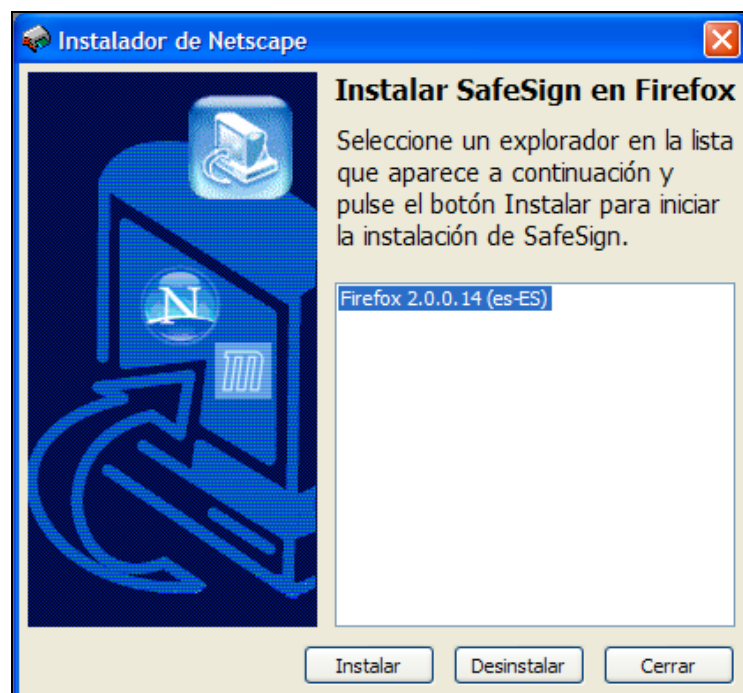 Instalador de Netscape
Instalar SafeSign en Firefox
Seleccione un explorador en la lista
que aparece a continuación y
pulse el botón Instalar para iniciar
la instalación de SafeSign.
Firefox 2.0.0.14 (es-ES)
N
m
Instalar
Desinstalar
Cerrar